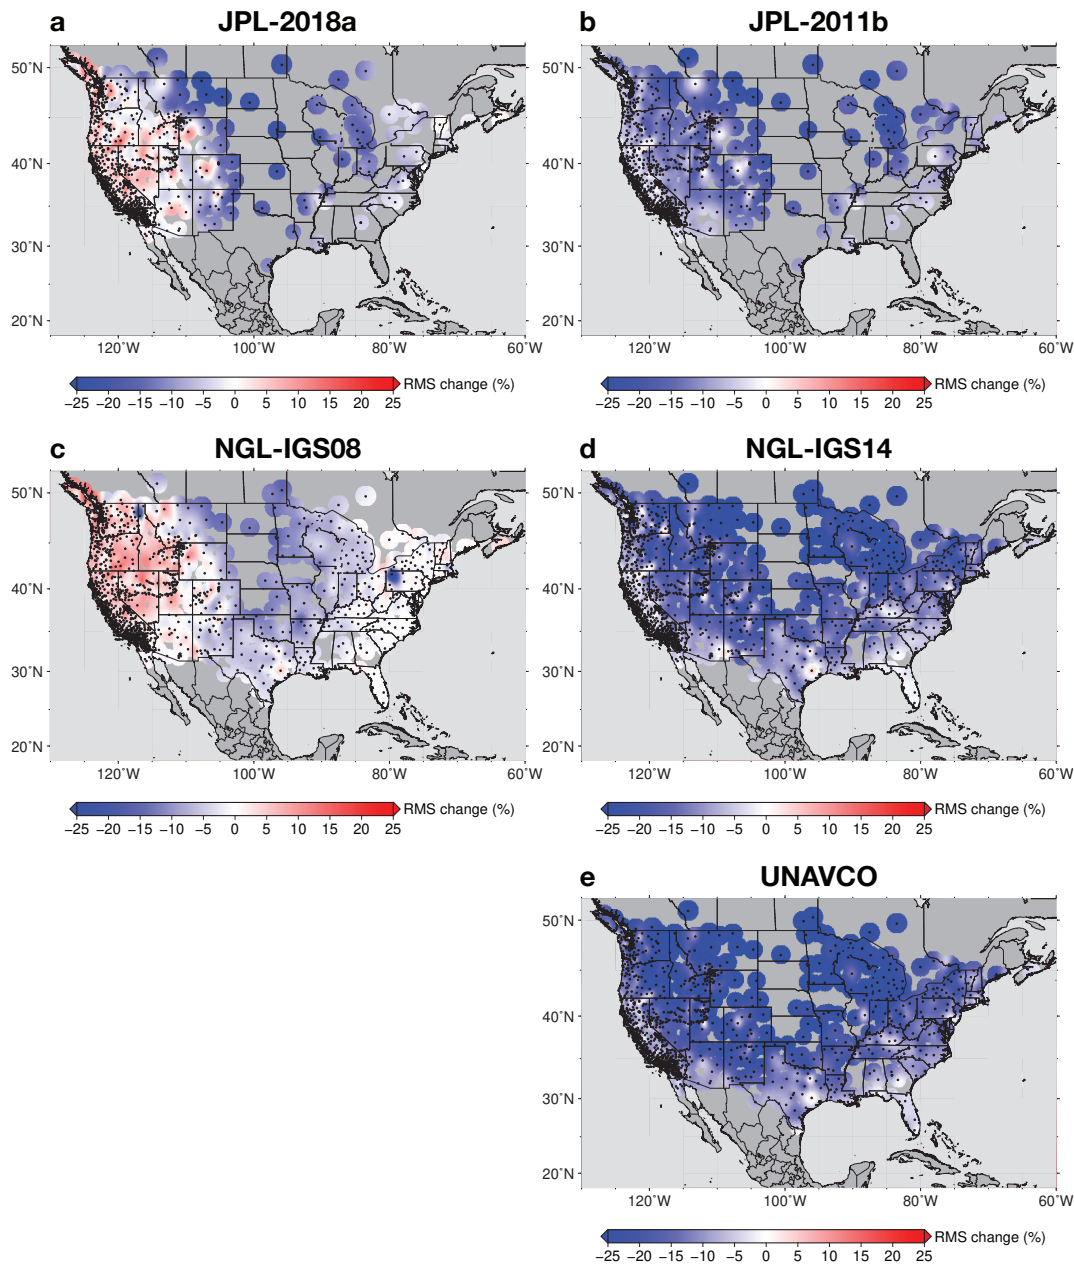 a JPL-2018a
b JPL-2011b
50°N
40°N
30°N
20°N
120°W 100°W 80°W 60°W
50°N
40°N
30°N
20°N
120°W 100°W 80°W 60°W
RMS change (%)
−25 −20 −15 −10 −5 0 5 10 15 20 25
RMS change (%)
−25 −20 −15 −10 −5 0 5 10 15 20 25
c NGL-IGS08
d NGL-IGS14
50°N
40°N
30°N
20°N
120°W 100°W 80°W 60°W
50°N
40°N
30°N
20°N
120°W 100°W 80°W 60°W
RMS change (%)
−25 −20 −15 −10 −5 0 5 10 15 20 25
RMS change (%)
−25 −20 −15 −10 −5 0 5 10 15 20 25
e UNAVCO
50°N
40°N
30°N
20°N
120°W 100°W 80°W 60°W
RMS change (%)
−25 −20 −15 −10 −5 0 5 10 15 20 25